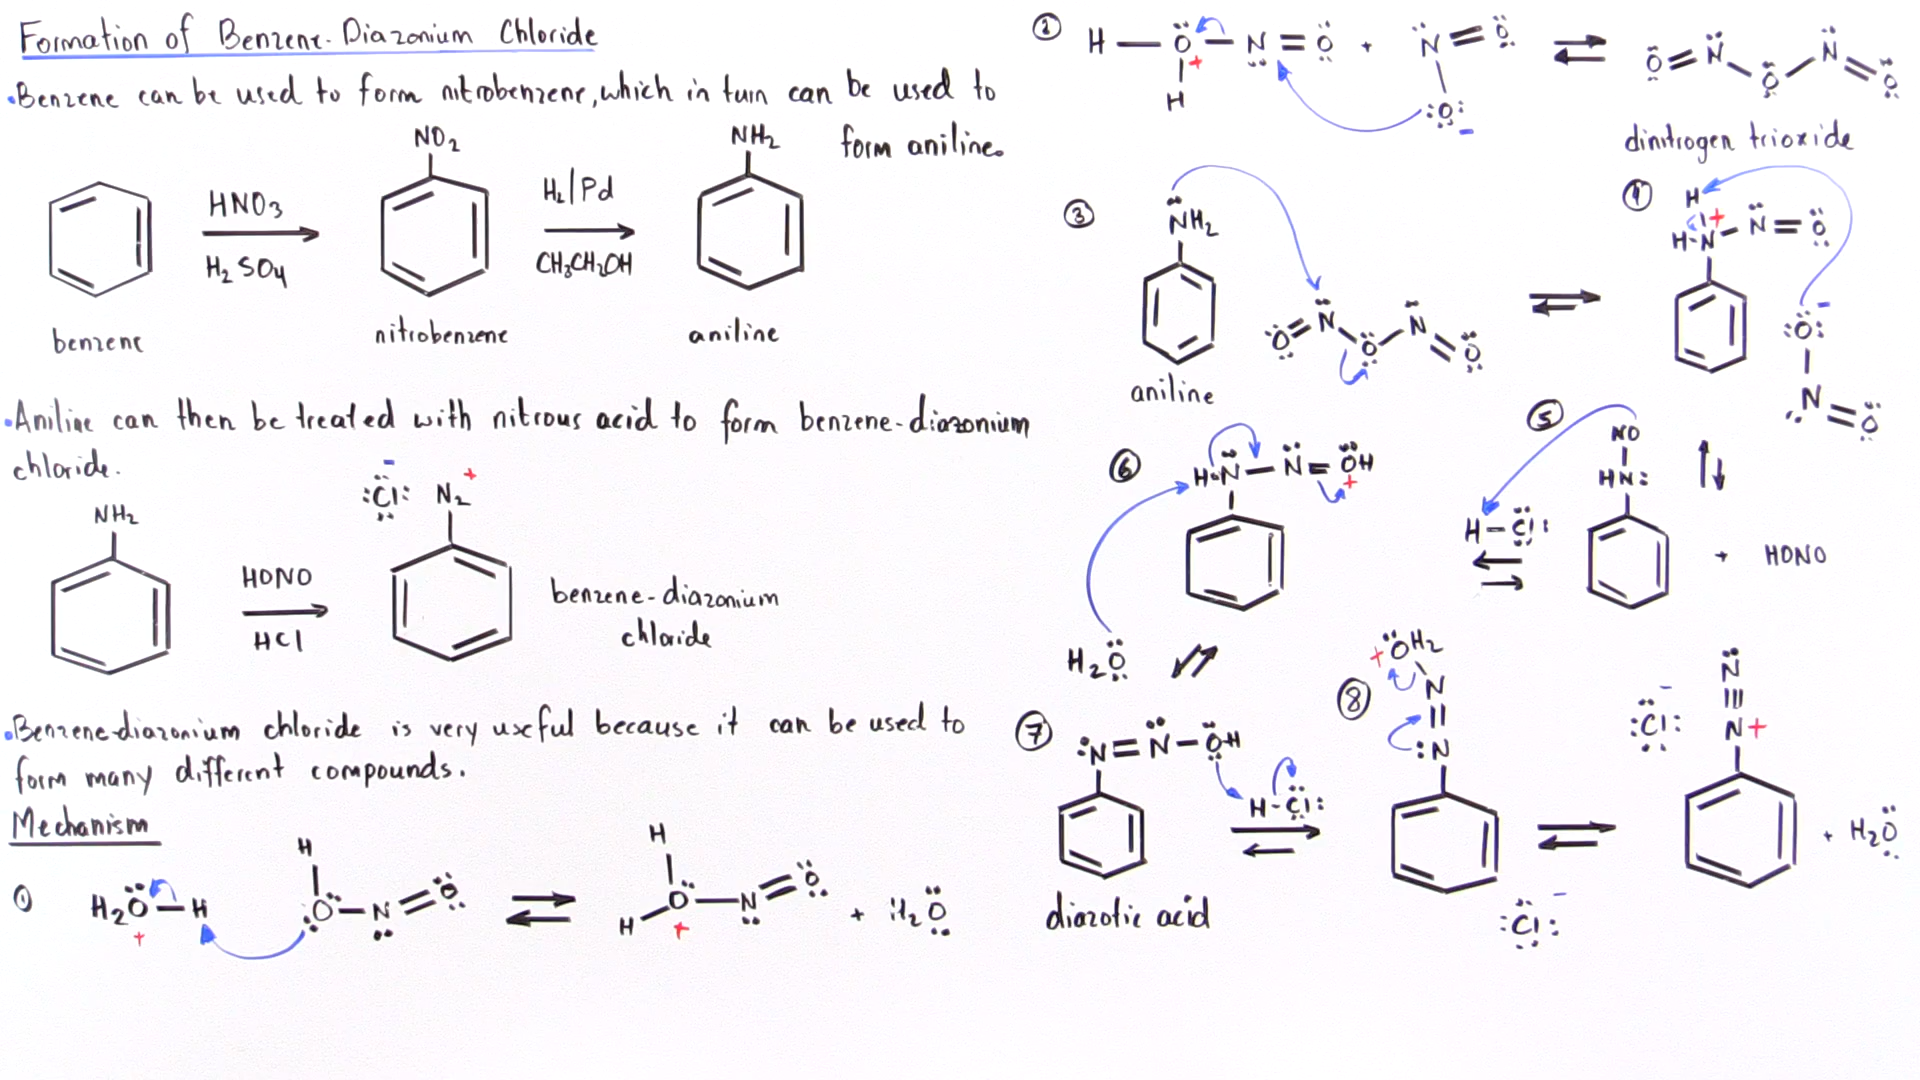 Formation of Benzene-Diazonium Chloride
•Benzene can be used to form nitrobenzene, which in turn can be used to
form aniline.
NO2
NH2
HNO3
H2SO4
H2/Pd
CH3CH2OH
benzene
nitrobenzene
aniline
•Aniline can then be treated with nitrous acid to form benzene-diazonium
chloride.
NH2
HONO
HCl
:Cl: -
N2 +
benzene-diazonium
chloride
•Benzene-diazonium chloride is very useful because it can be used to
form many different compounds.
Mechanism
① H2O — H + H O — N = O ⇌ H H O — N = O + + H2O
② H — O — N = O + H + N = O O - ⇌ O = N O N = O
dinitrogen trioxide
③ NH2 O = N O N = O ⇌
aniline
④ H H-N + — N = O O - N = O
⑤ NO HN: H — Cl: + HONO
⑥ H-N — N = OH + H2O
⑦ :N = N — OH H-Cl:
diazotic acid
⑧ + OH2 N :N :Cl: -
:Cl: - N ≡ N+ + H2O